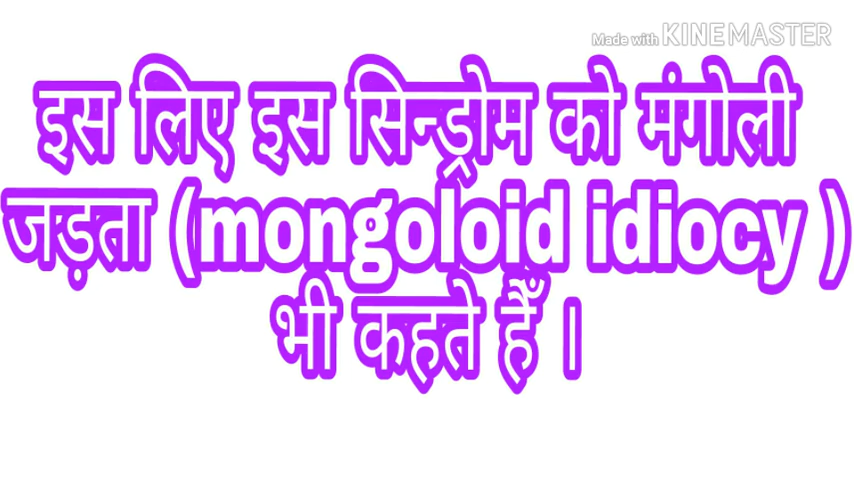 Made with KINEMASTER
इस लिए इस सिन्ड्रोम को मंगोली
जड़ता (mongoloid idiocy )
भी कहते हैँ ।